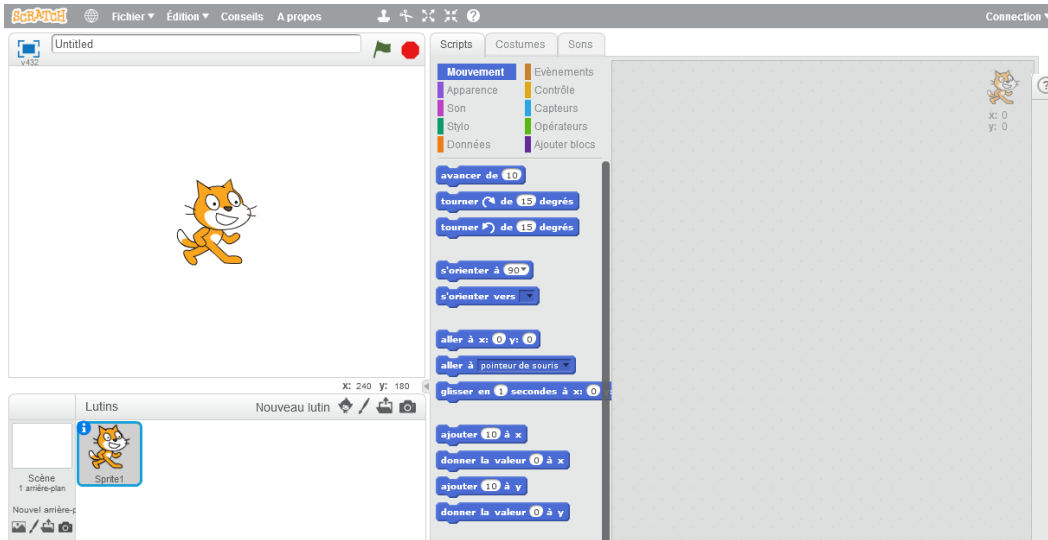 SCRATCH Fichier Édition Conseils A propos Connection
Untitled
v432
Scripts Costumes Sons
Mouvement Evènements
Apparence Contrôle
Son Capteurs
Stylo Opérateurs
Données Ajouter blocs
x: 0
y: 0
avancer de 10
tourner de 15 degrés
tourner de 15 degrés
s'orienter à 90
s'orienter vers
aller à x: 0 y: 0
aller à pointeur de souris
glisser en 1 secondes à x: 0
ajouter 10 à x
donner la valeur 0 à x
ajouter 10 à y
donner la valeur 0 à y
X: 240 y: 180
Lutins Nouveau lutin
Sprite1
Scène
1 arrière-plan
Nouvel arrière-p